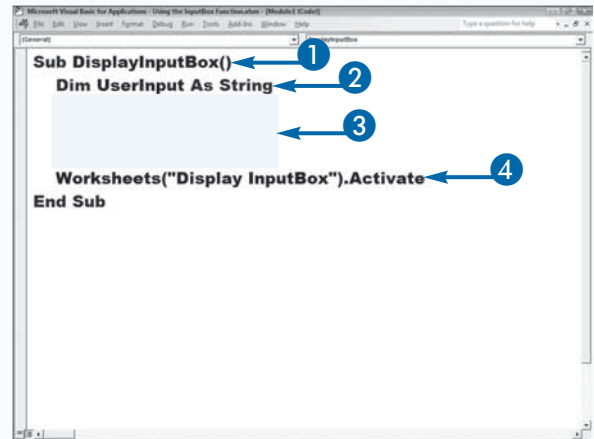 Microsoft Visual Basic for Applications - Using the InputBox Function.xlsm - [Module1 (Code)]
File Edit View Insert Format Debug Run Tools Add-Ins Window Help Type a question for help
(General) DisplayInputBox
Sub DisplayInputBox() 1
Dim UserInput As String 2
3
Worksheets("Display InputBox").Activate 4
End Sub